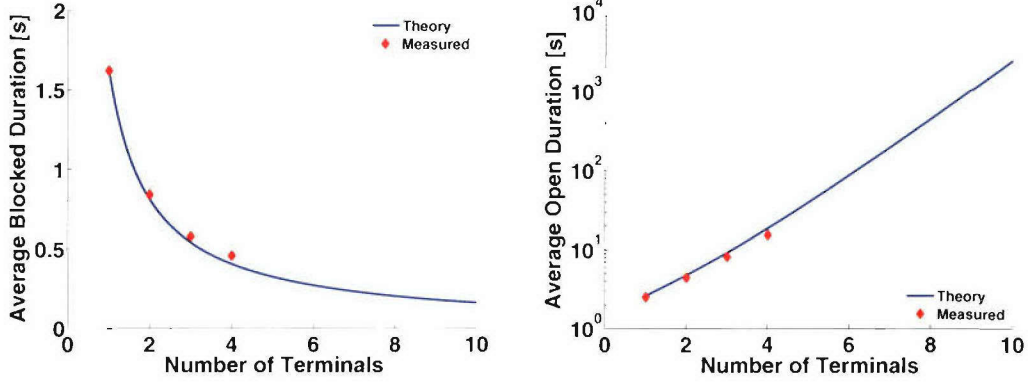 Average Blocked Duration [s]
2
1.5
1
0.5
0
Theory
Measured
0 2 4 6 8 10
Number of Terminals
Average Open Duration [s]
10^4
10^3
10^2
10^1
10^0
Theory
Measured
0 2 4 6 8 10
Number of Terminals